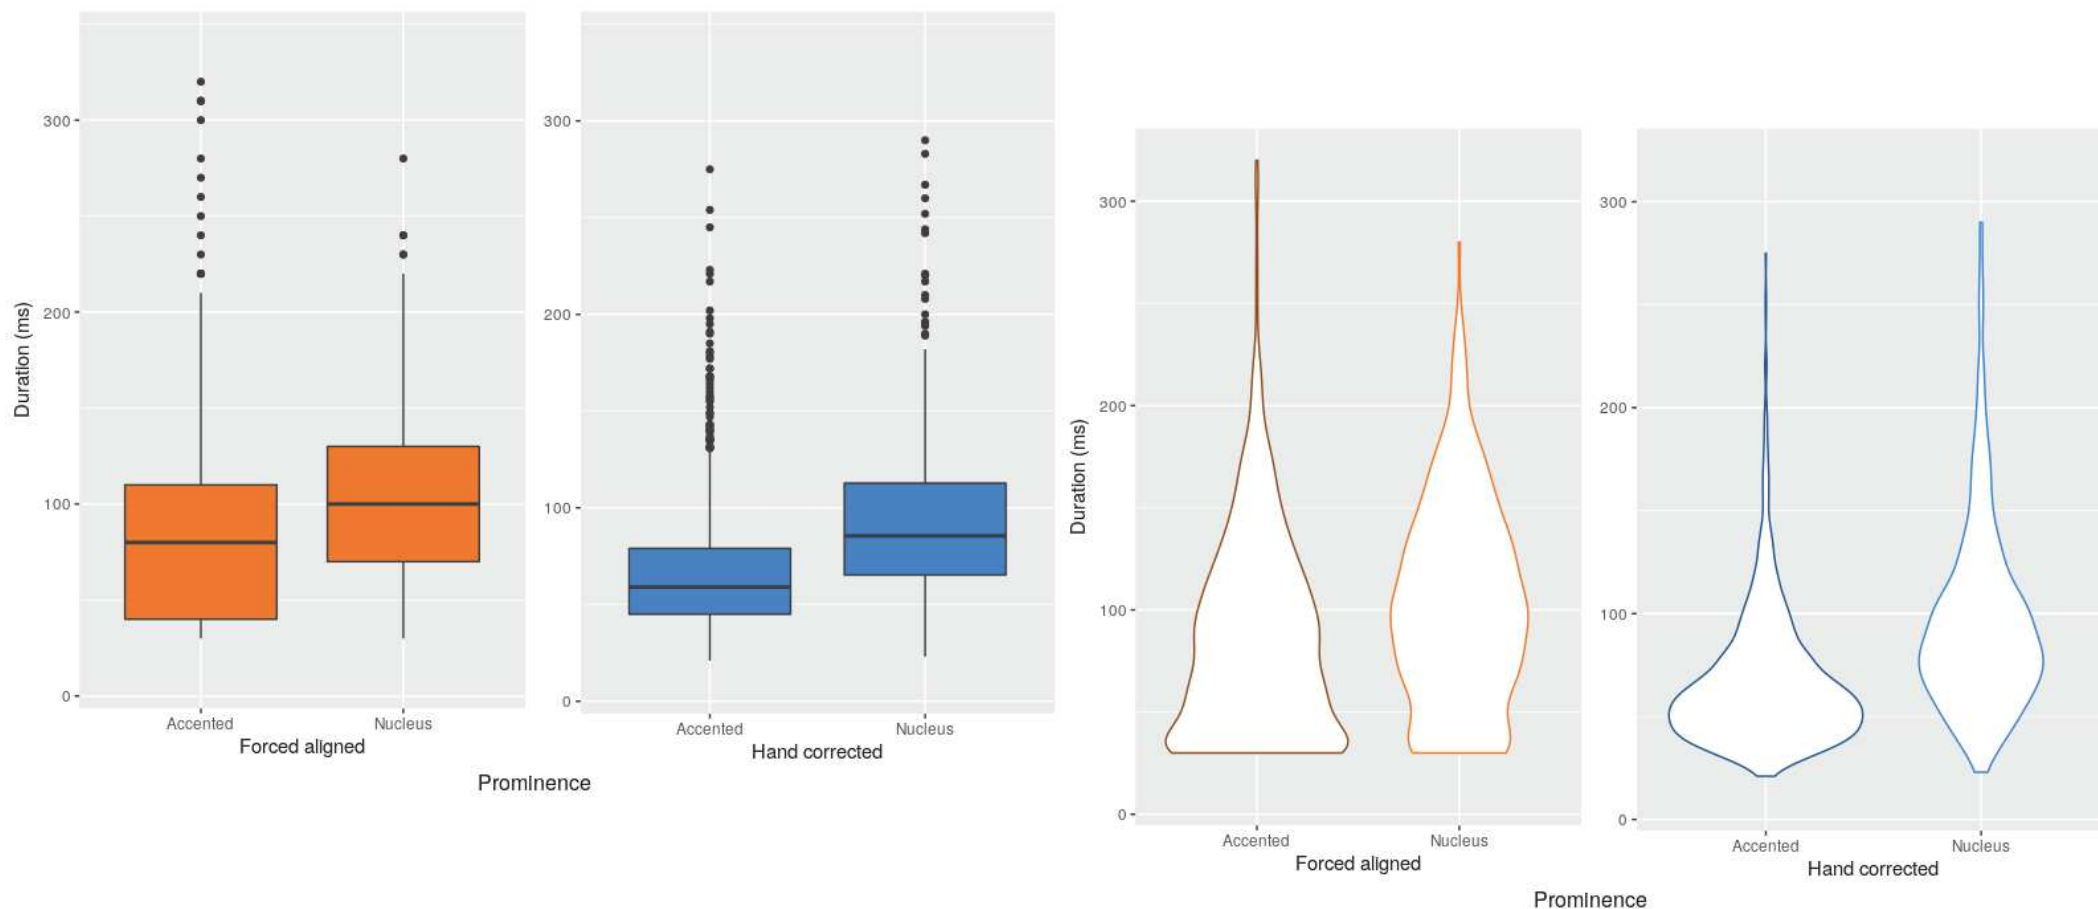 Duration (ms)
300
200
100
0
Accented
Nucleus
Forced aligned
300
200
100
0
Accented
Nucleus
Hand corrected
Prominence
Duration (ms)
300
200
100
0
Accented
Nucleus
Forced aligned
300
200
100
0
Accented
Nucleus
Hand corrected
Prominence